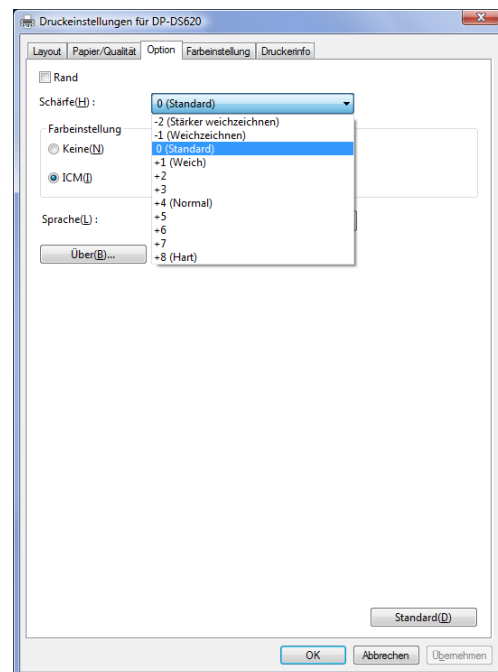 Druckeinstellungen für DP-DS620
Layout Papier/Qualität Option Farbeinstellung Druckerinfo
Rand
Schärfe(H) :
0 (Standard)
-2 (Stärker weichzeichnen)
-1 (Weichzeichnen)
0 (Standard)
+1 (Weich)
+2
+3
+4 (Normal)
+5
+6
+7
+8 (Hart)
Farbeinstellung
Keine(N)
ICM(I)
Sprache(L) :
Über(B)...
Standard(D)
OK Abbrechen Übernehmen